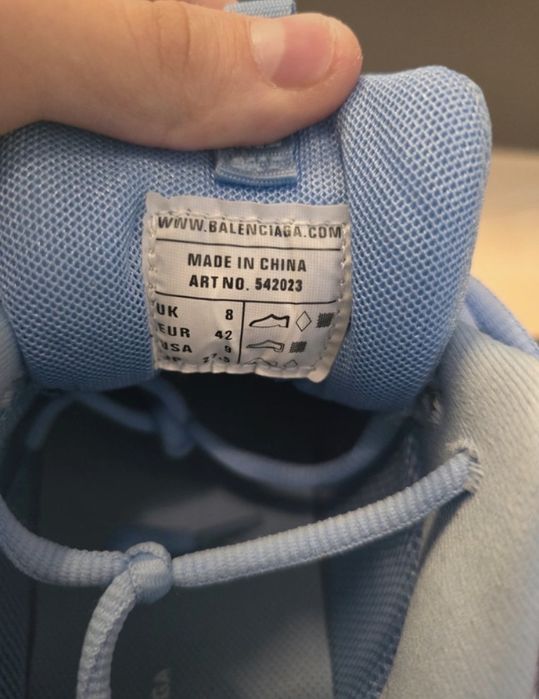 WWW.BALENCIAGA.COM
MADE IN CHINA
ART NO. 542023
UK 8
EUR 42
USA 9